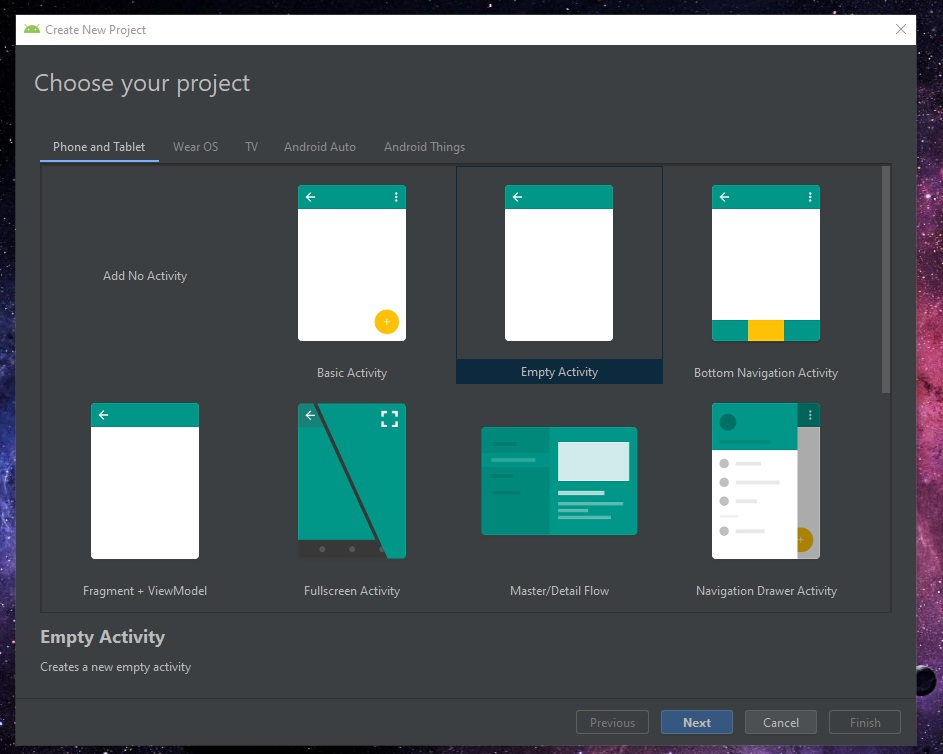 Create New Project
Choose your project
Phone and Tablet Wear OS TV Android Auto Android Things
Add No Activity
Basic Activity
Empty Activity
Bottom Navigation Activity
Fragment + ViewModel
Fullscreen Activity
Master/Detail Flow
Navigation Drawer Activity
Empty Activity
Creates a new empty activity
Previous Next Cancel Finish